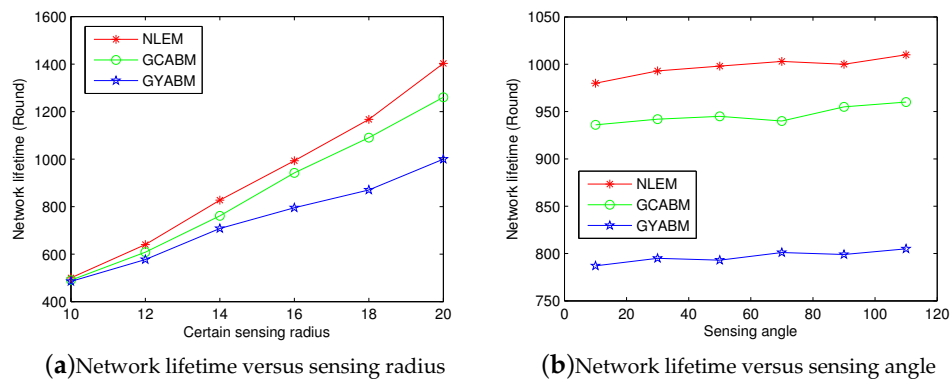 1600
1400
1200
1000
800
600
400
10 12 14 16 18 20
Network lifetime (Round)
Certain sensing radius
NLEM
GCABM
GYABM
(a)Network lifetime versus sensing radius
1050
1000
950
900
850
800
750
0 20 40 60 80 100 120
Network lifetime (Round)
Sensing angle
NLEM
GCABM
GYABM
(b)Network lifetime versus sensing angle